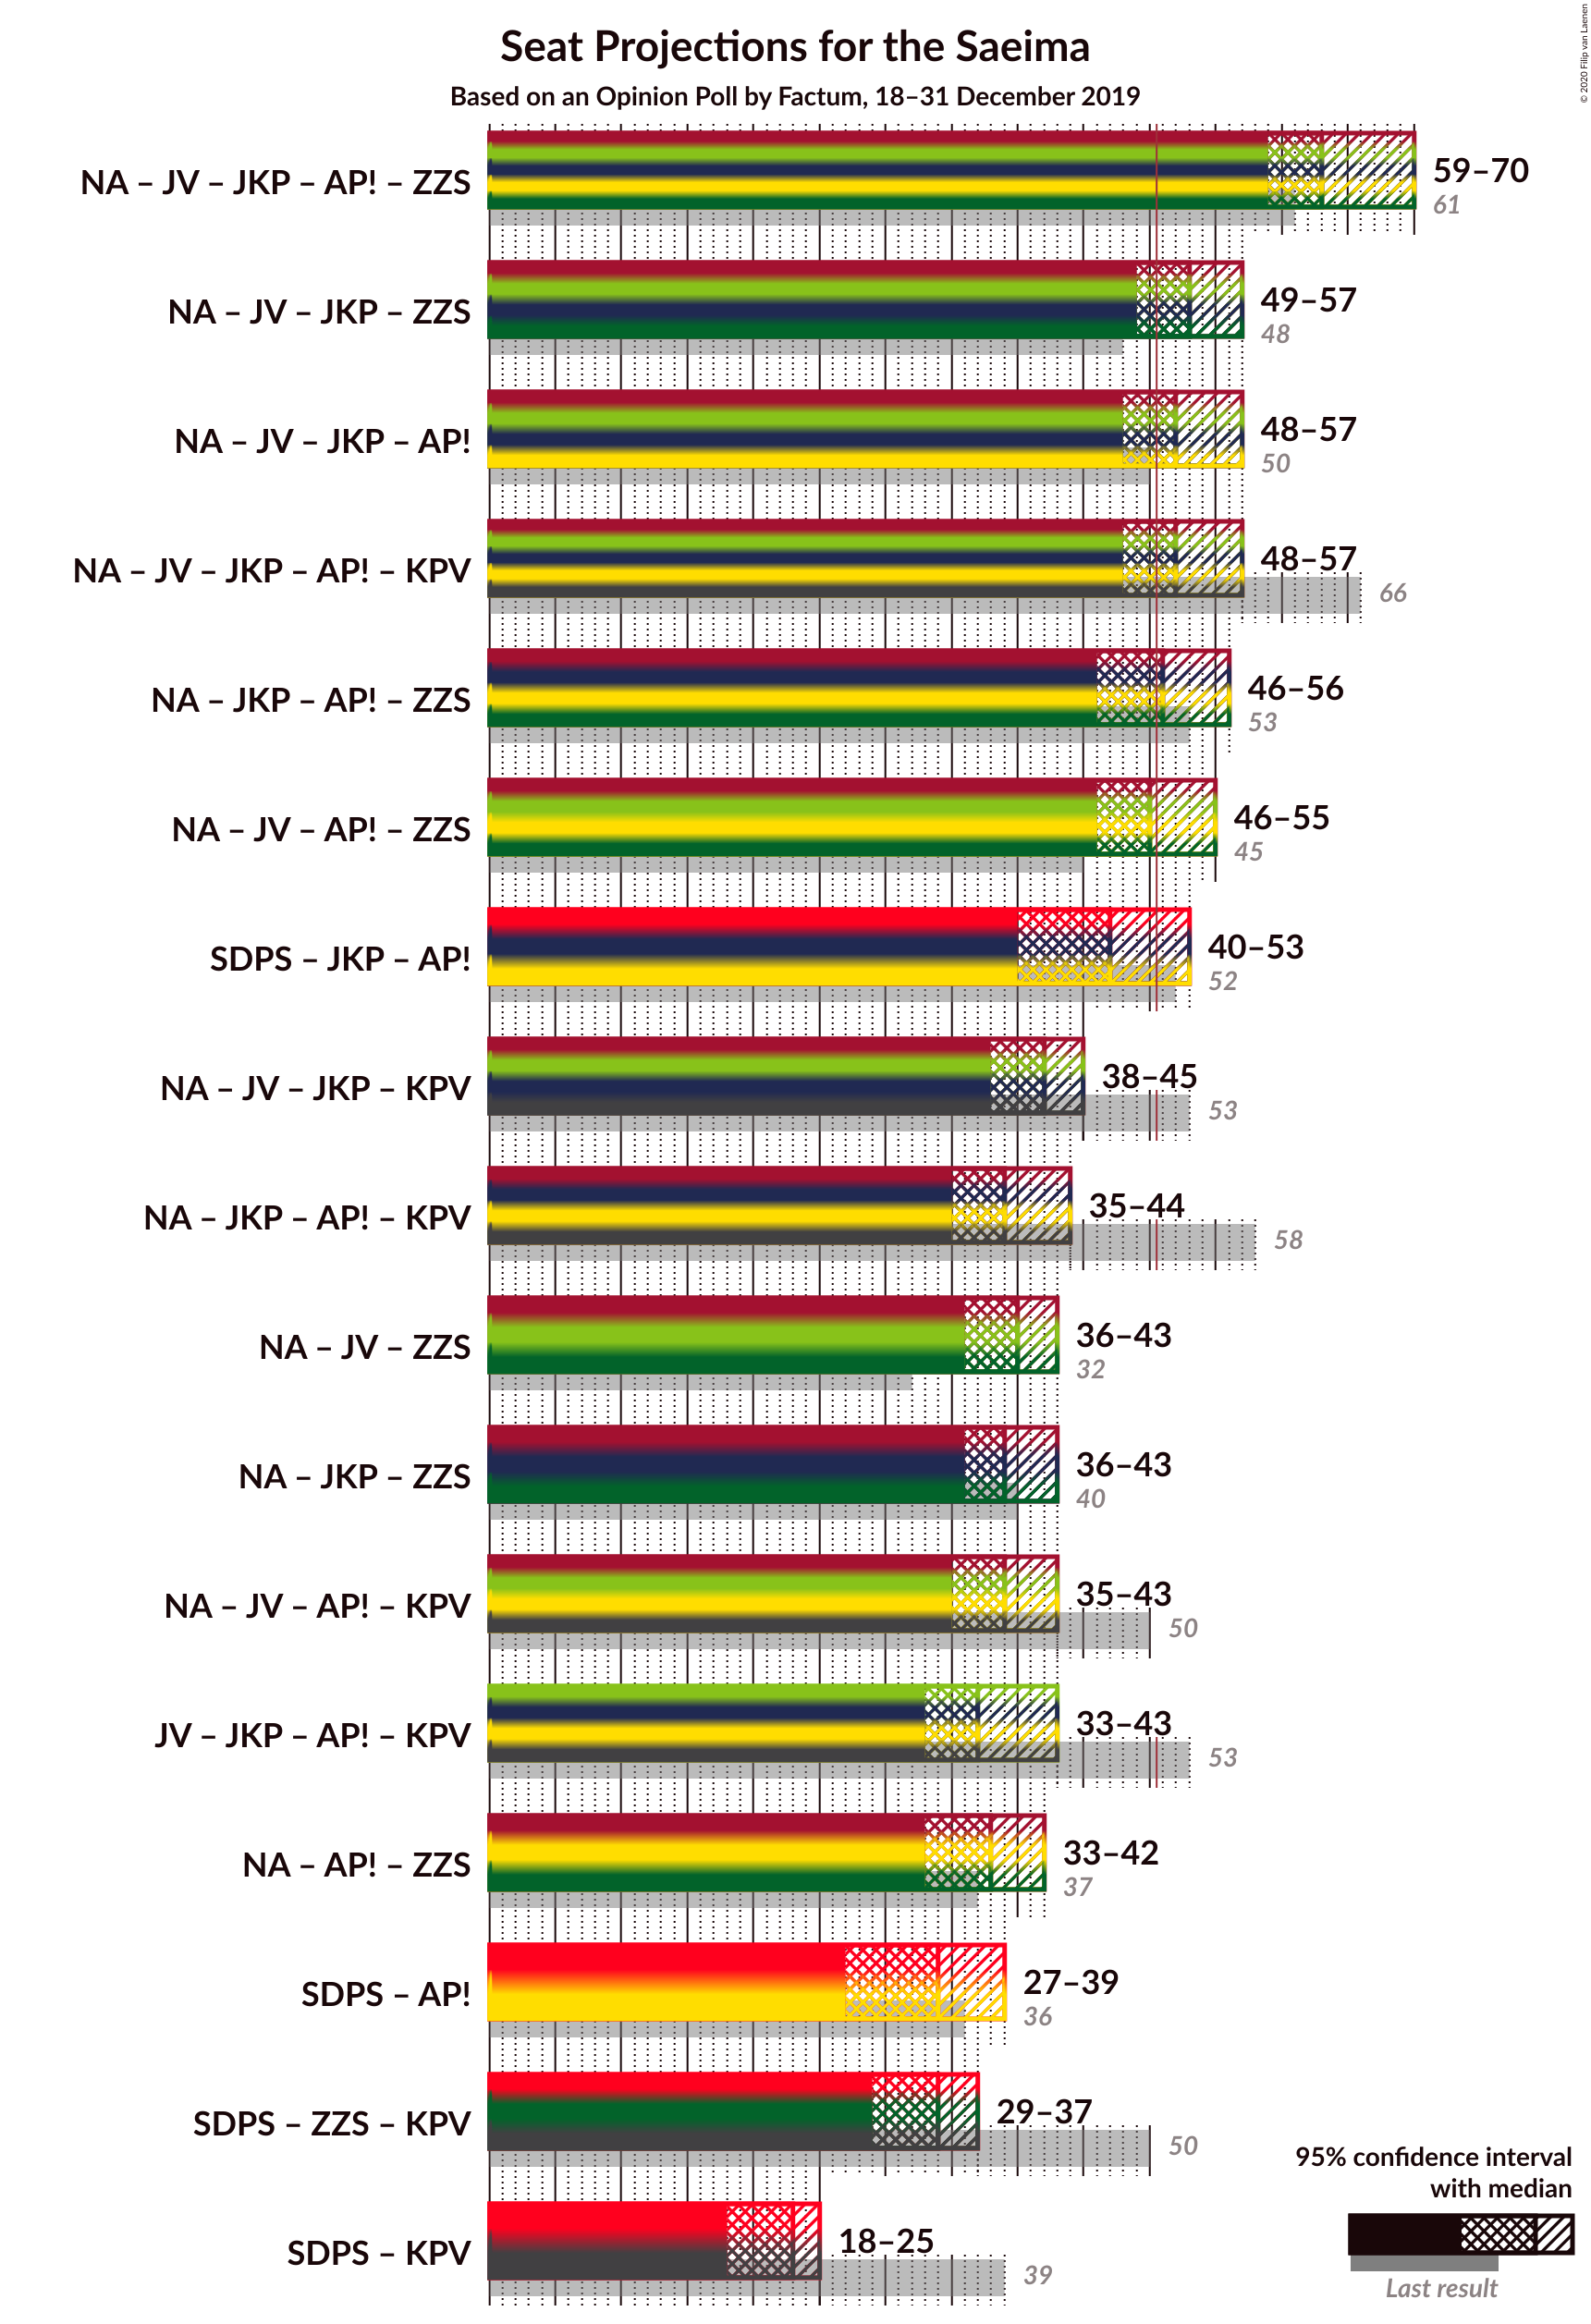 © 2020 Filip van Laenen
Seat Projections for the Saeima
Based on an Opinion Poll by Factum, 18–31 December 2019
NA – JV – JKP – AP! – ZZS
59–70
61
NA – JV – JKP – ZZS
49–57
48
NA – JV – JKP – AP!
48–57
50
NA – JV – JKP – AP! – KPV
48–57
66
NA – JKP – AP! – ZZS
46–56
53
NA – JV – AP! – ZZS
46–55
45
SDPS – JKP – AP!
40–53
52
NA – JV – JKP – KPV
38–45
53
NA – JKP – AP! – KPV
35–44
58
NA – JV – ZZS
36–43
32
NA – JKP – ZZS
36–43
40
NA – JV – AP! – KPV
35–43
50
JV – JKP – AP! – KPV
33–43
53
NA – AP! – ZZS
33–42
37
SDPS – AP!
27–39
36
SDPS – ZZS – KPV
29–37
50
SDPS – KPV
18–25
39
95% confidence interval
with median
Last result